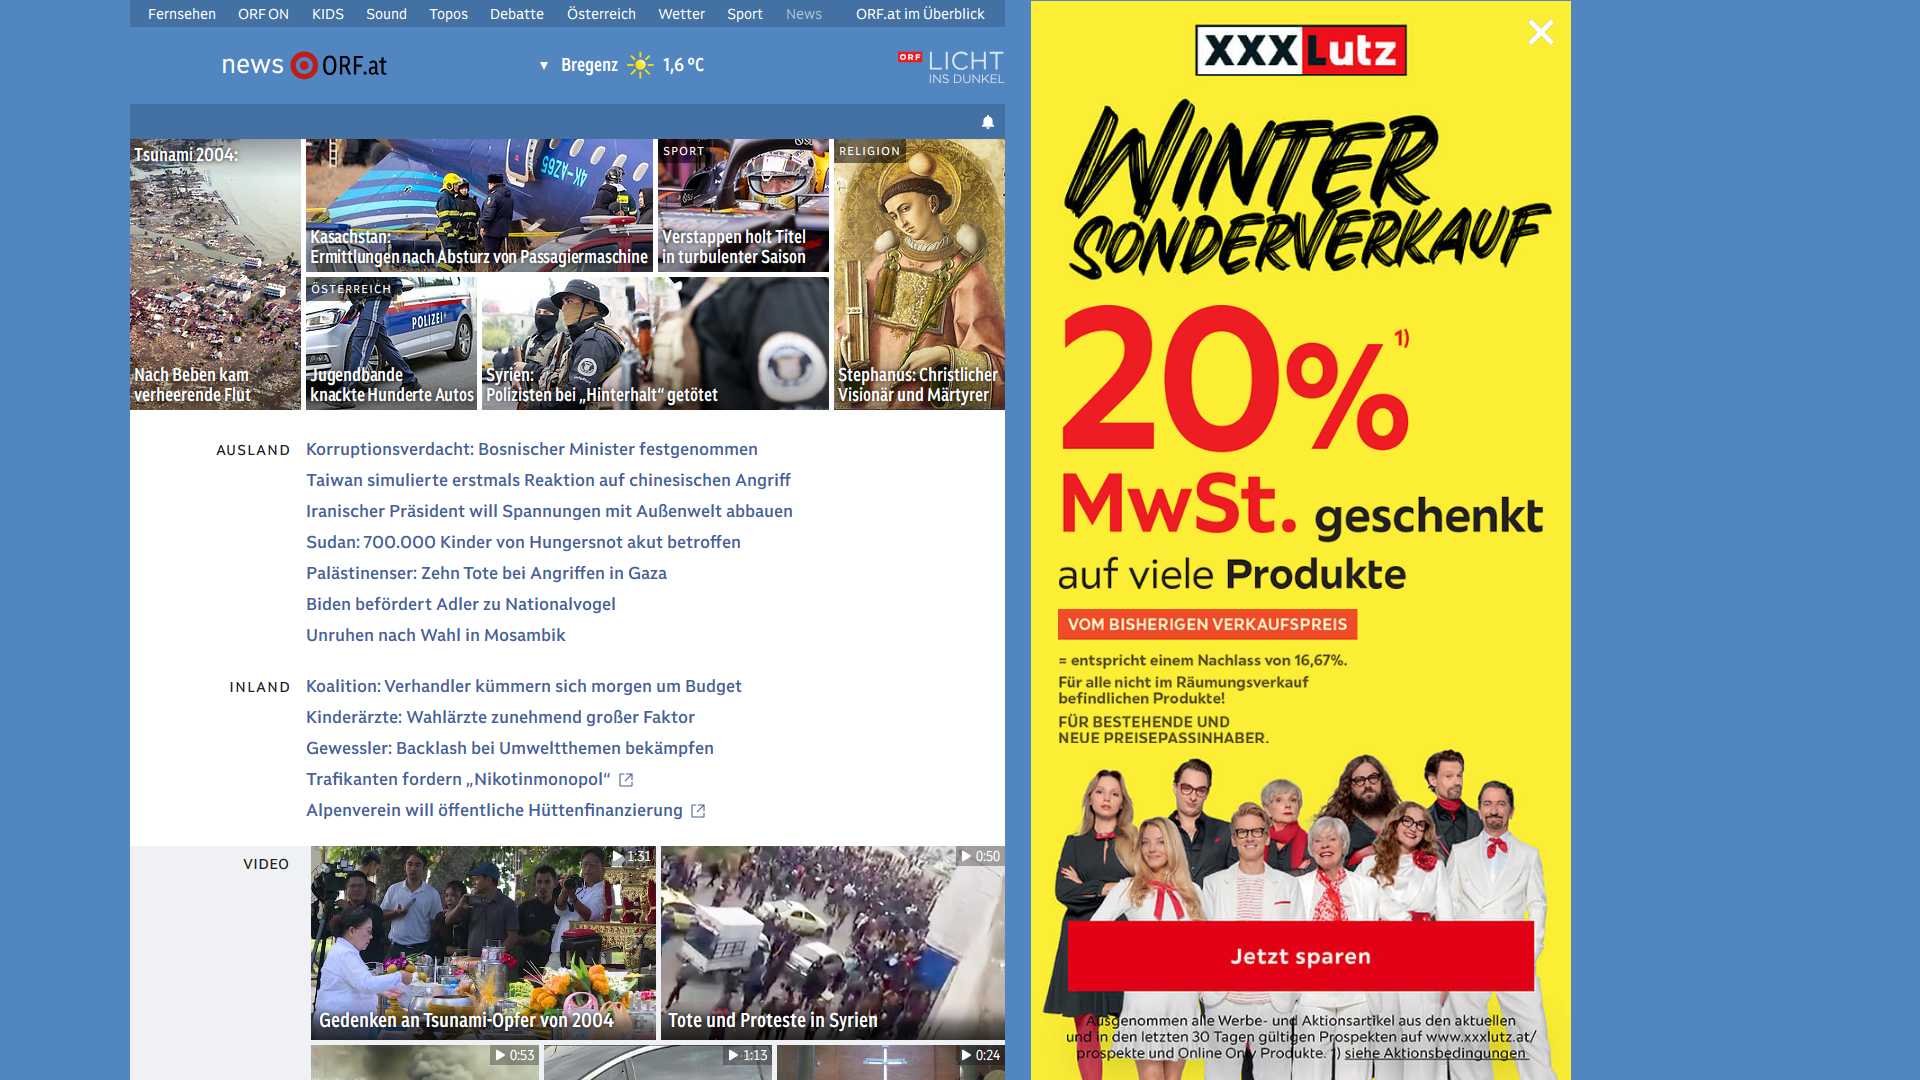 Fernsehen ORF ON KIDS Sound Topos Debatte Österreich Wetter Sport News ORF.at im Überblick
news ORF.at
Bregenz 1,6 °C
ORF LICHT
INS DUNKEL
Tsunami 2004:
Nach Beben kam
verheerende Flut
4K-AZ65
Kasachstan:
Ermittlungen nach Absturz von Passagiermaschine
SPORT
Verstappen holt Titel
in turbulenter Saison
RELIGION
Stephanus: Christlicher
Visionär und Märtyrer
ÖSTERREICH
POLIZEI
Jugendbande
knackte Hunderte Autos
Syrien:
Polizisten bei „Hinterhalt“ getötet
AUSLAND
Korruptionsverdacht: Bosnischer Minister festgenommen
Taiwan simulierte erstmals Reaktion auf chinesischen Angriff
Iranischer Präsident will Spannungen mit Außenwelt abbauen
Sudan: 700.000 Kinder von Hungersnot akut betroffen
Palästinenser: Zehn Tote bei Angriffen in Gaza
Biden befördert Adler zu Nationalvogel
Unruhen nach Wahl in Mosambik
INLAND
Koalition: Verhandler kümmern sich morgen um Budget
Kinderärzte: Wahlärzte zunehmend großer Faktor
Gewessler: Backlash bei Umweltthemen bekämpfen
Trafikanten fordern „Nikotinmonopol“
Alpenverein will öffentliche Hüttenfinanzierung
VIDEO
1:31
Gedenken an Tsunami-Opfer von 2004
0:50
Tote und Proteste in Syrien
0:53
1:13
0:24
XXXLutz
WINTER
SONDERVERKAUF
20% 1)
MwSt. geschenkt
auf viele Produkte
VOM BISHERIGEN VERKAUFSPREIS
= entspricht einem Nachlass von 16,67%.
Für alle nicht im Räumungsverkauf
befindlichen Produkte!
FÜR BESTEHENDE UND
NEUE PREISEPASSINHABER.
Jetzt sparen
Ausgenommen alle Werbe- und Aktionsartikel aus den aktuellen
und in den letzten 30 Tagen gültigen Prospekten auf www.xxxlutz.at/
prospekte und Online Only Produkte. 1) siehe Aktionsbedingungen